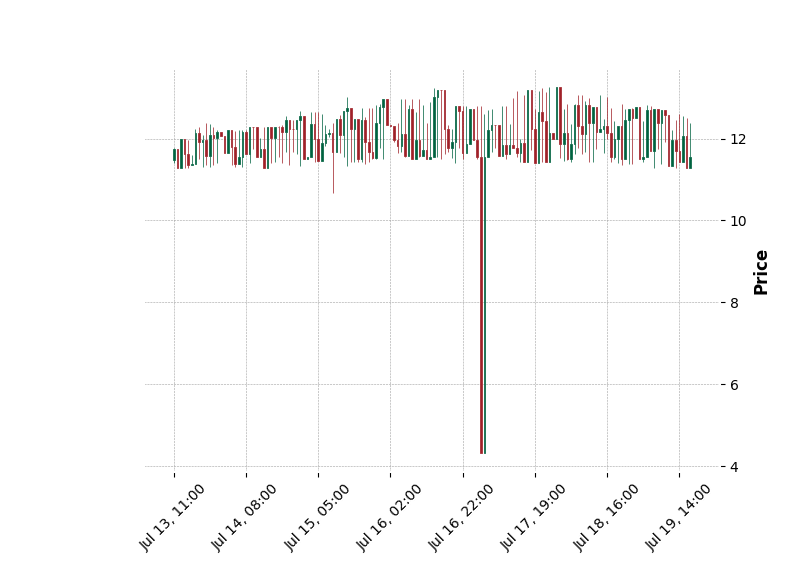 12
10
8
6
4
Price
Jul 13, 11:00
Jul 14, 08:00
Jul 15, 05:00
Jul 16, 02:00
Jul 16, 22:00
Jul 17, 19:00
Jul 18, 16:00
Jul 19, 14:00